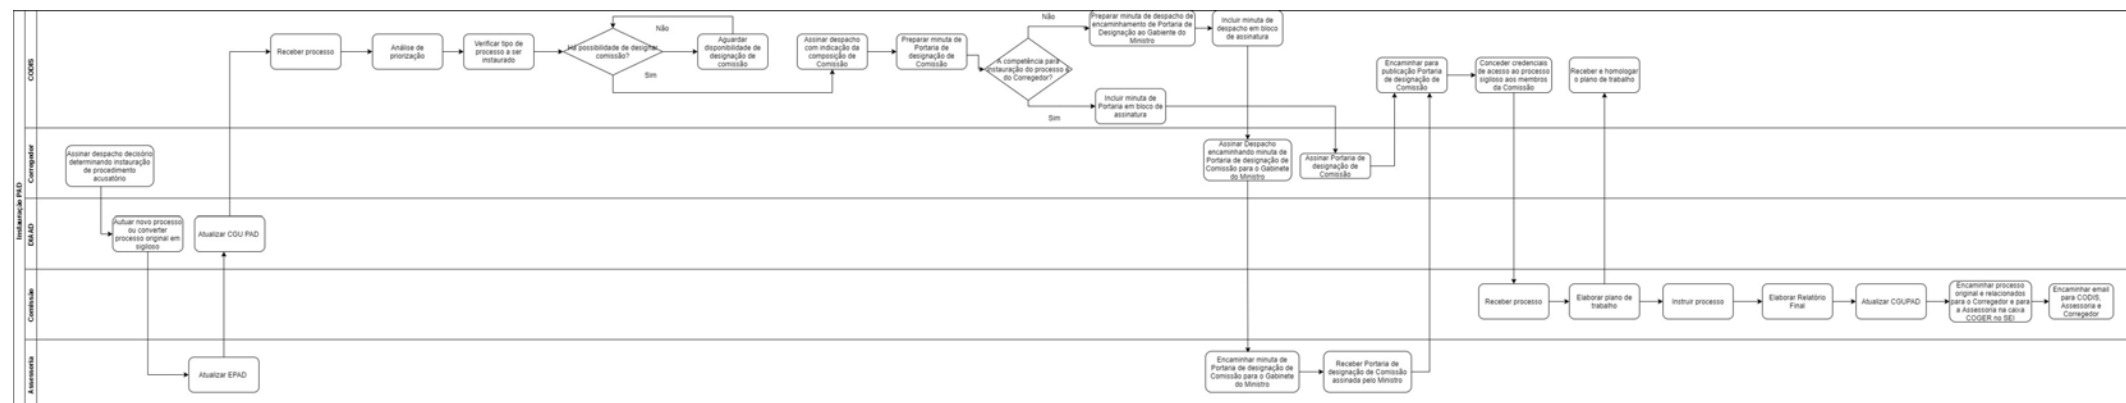 Instauração PAD
CODIS
Receber processo
Análise de
priorização
Verificar tipo de
processo a ser
instaurado
Há possibilidade de designar
comissão?
Não
Sim
Aguardar
disponibilidade de
designação de
comissão
Assinar despacho
com indicação da
composição de
Comissão
Preparar minuta de
Portaria de
designação de
Comissão
A competência para
instauração do processo é
do Corregedor?
Não
Sim
Preparar minuta de despacho de
encaminhamento de Portaria de
Designação ao Gabiente do
Ministro
Incluir minuta de
despacho em bloco
de assinatura
Incluir minuta de
Portaria em bloco de
assinatura
Encaminhar para
publicação Portaria
de designação de
Comissão
Conceder credenciais
de acesso ao processo
sigiloso aos membros
da Comissão
Receber e homologar
o plano de trabalho
Corregedor
Assinar despacho decisório
determinando instauração
de procedimento
acusatório
Assinar Despacho
encaminhando minuta de
Portaria de designação de
Comissão para o Gabinete
do Ministro
Assinar Portaria de
designação de
Comissão
DIAAD
Autuar novo processo
ou converter
processo original em
sigiloso
Atualizar CGU PAD
Comissão
Receber processo
Elaborar plano de
trabalho
Instruir processo
Elaborar Relatório
Final
Atualizar CGUPAD
Encaminhar processo
original e relacionados
para o Corregedor e para
a Assessoria na caixa
COGER no SEI
Encaminhar email
para CODIS,
Assessoria e
Corregedor
Assessoria
Atualizar EPAD
Encaminhar minuta de
Portaria de designação de
Comissão para o Gabinete
do Ministro
Receber Portaria de
designação de Comissão
assinada pelo Ministro